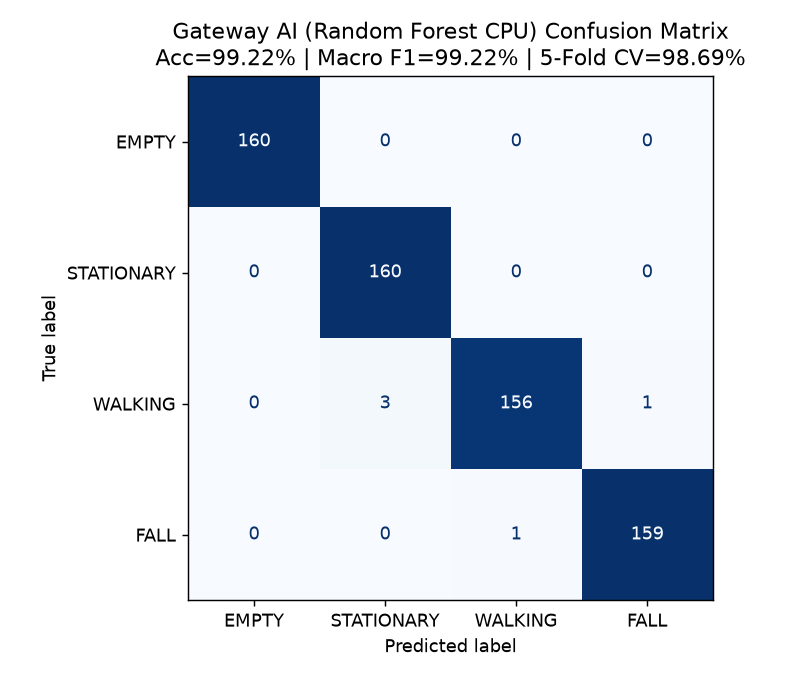 Gateway AI (Random Forest CPU) Confusion Matrix
Acc=99.22% | Macro F1=99.22% | 5-Fold CV=98.69%
True label
EMPTY 160 0 0 0
STATIONARY 0 160 0 0
WALKING 0 3 156 1
FALL 0 0 1 159
EMPTY STATIONARY WALKING FALL
Predicted label